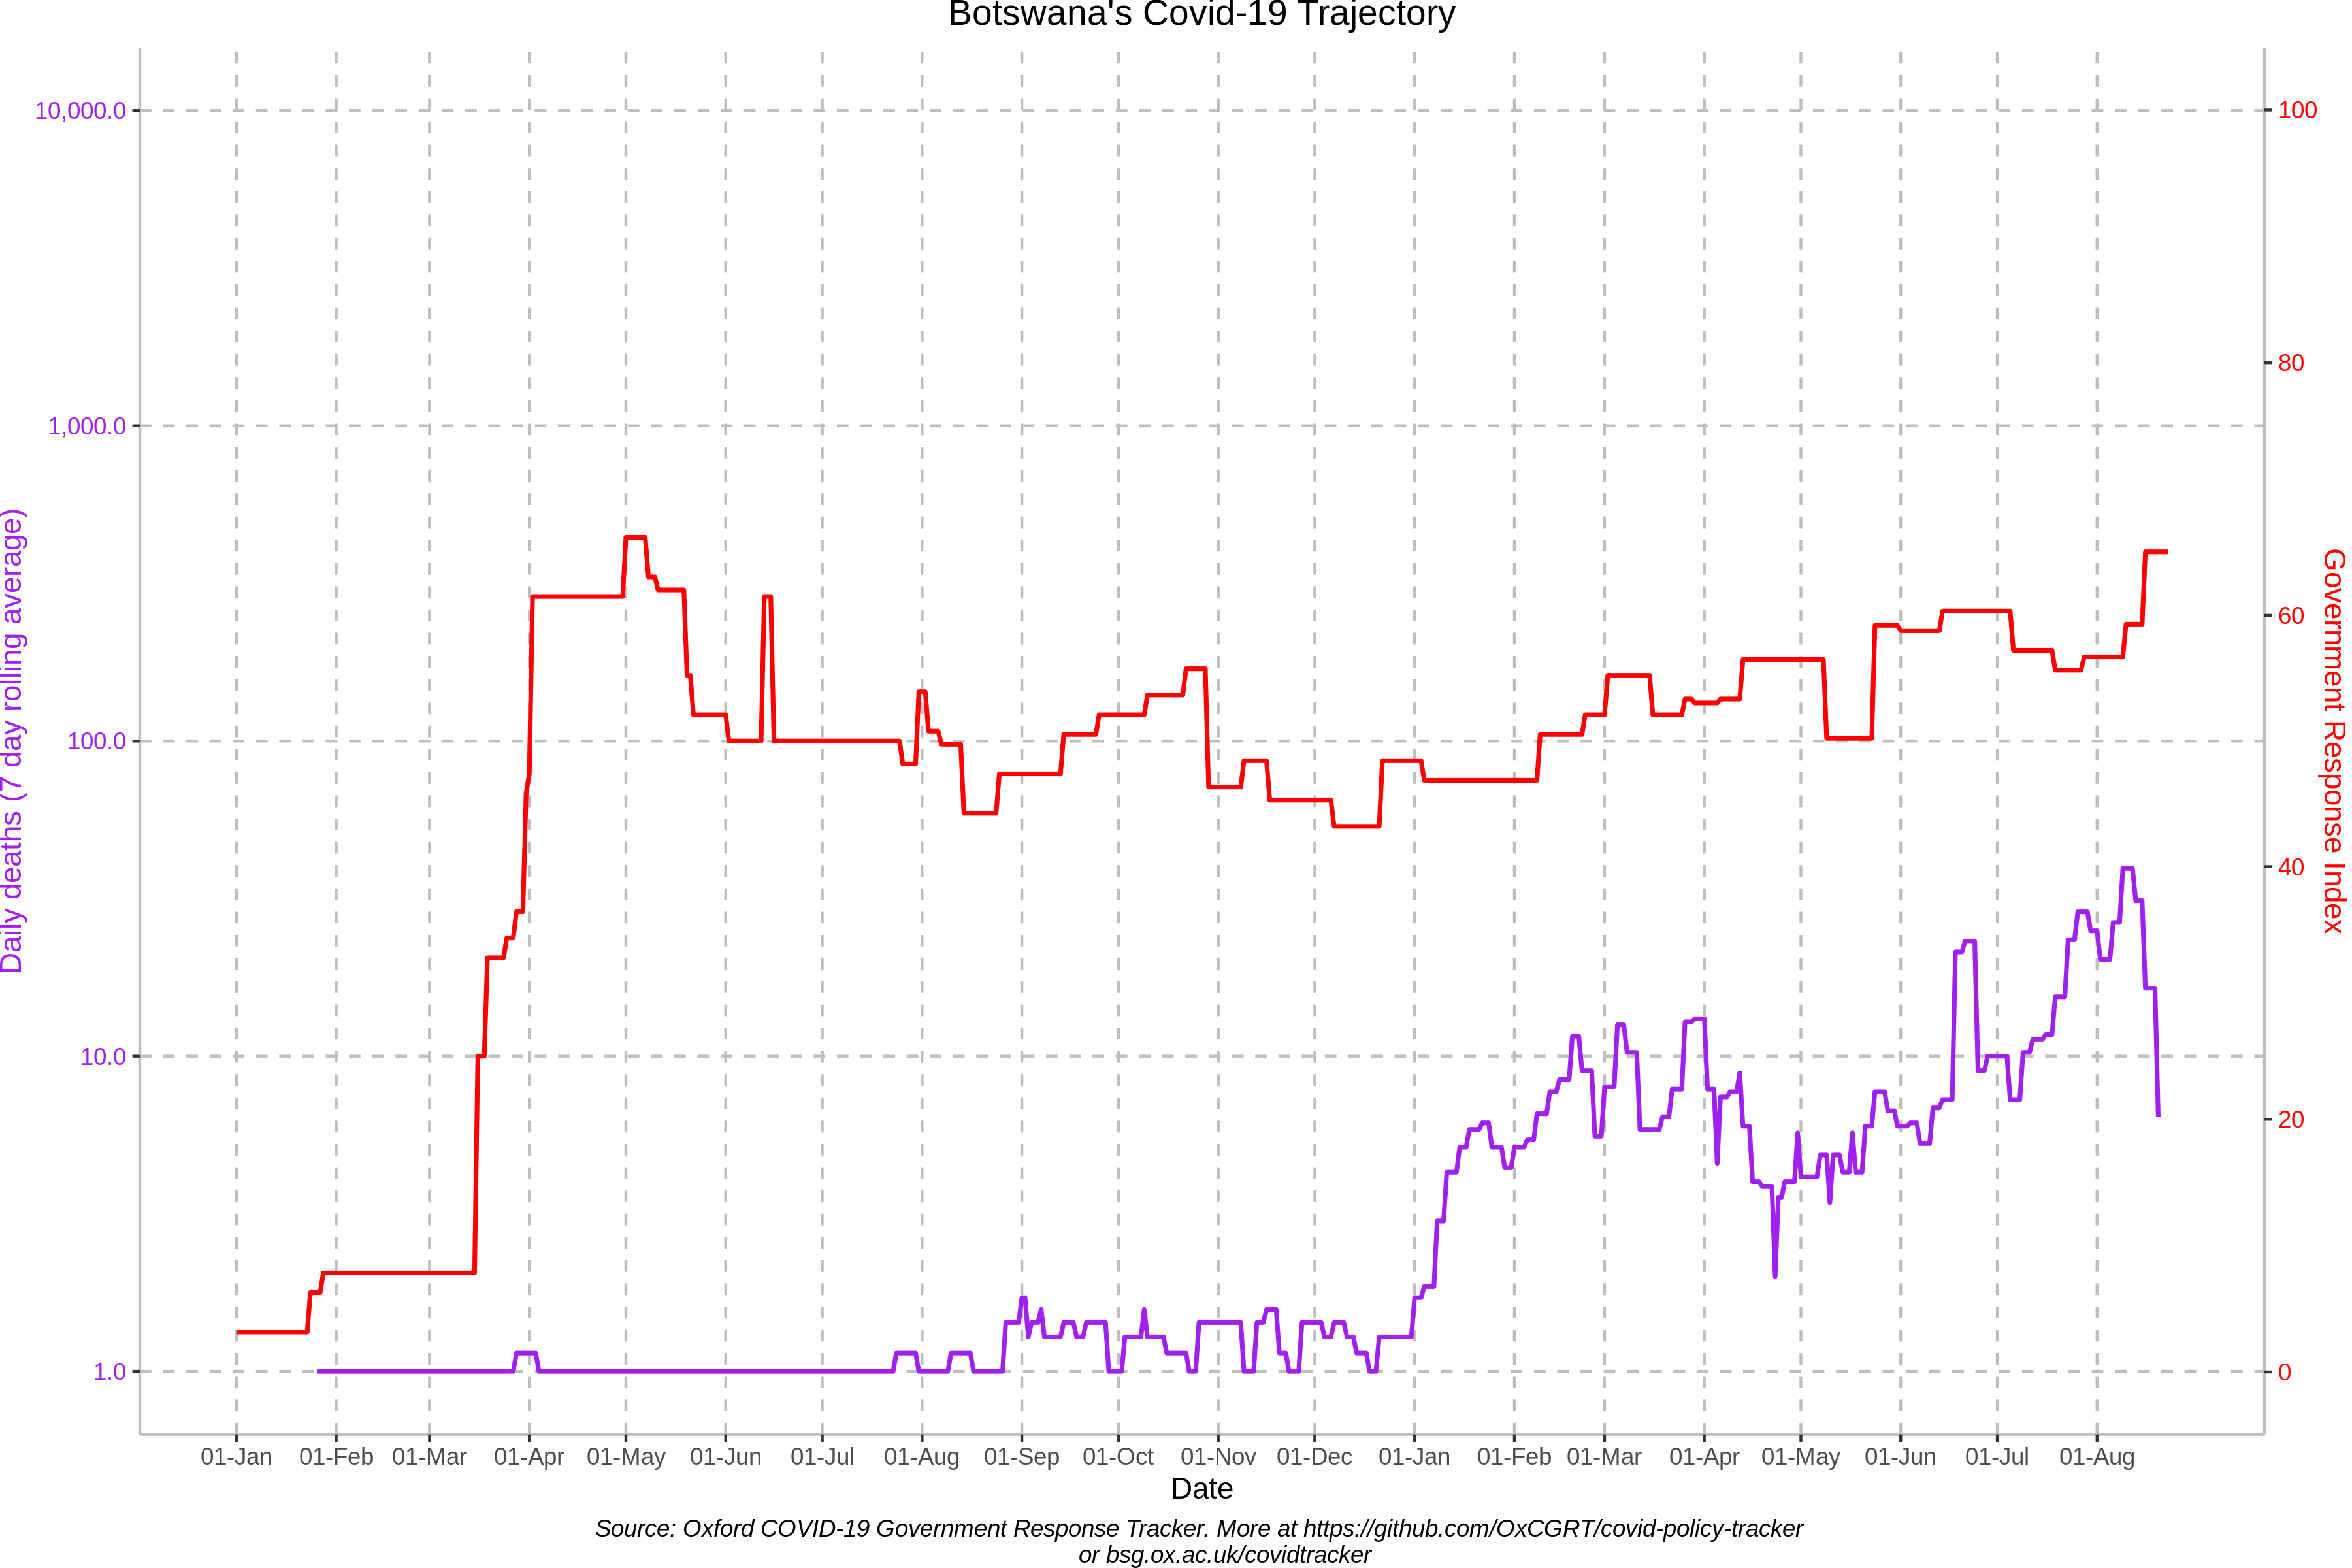 Botswana's Covid-19 Trajectory
Daily deaths (7 day rolling average)
10,000.0
1,000.0
100.0
10.0
1.0
100
80
60
40
20
0
Government Response Index
01-Jan 01-Feb 01-Mar 01-Apr 01-May 01-Jun 01-Jul 01-Aug 01-Sep 01-Oct 01-Nov 01-Dec 01-Jan 01-Feb 01-Mar 01-Apr 01-May 01-Jun 01-Jul 01-Aug
Date
Source: Oxford COVID-19 Government Response Tracker. More at https://github.com/OxCGRT/covid-policy-tracker
or bsg.ox.ac.uk/covidtracker